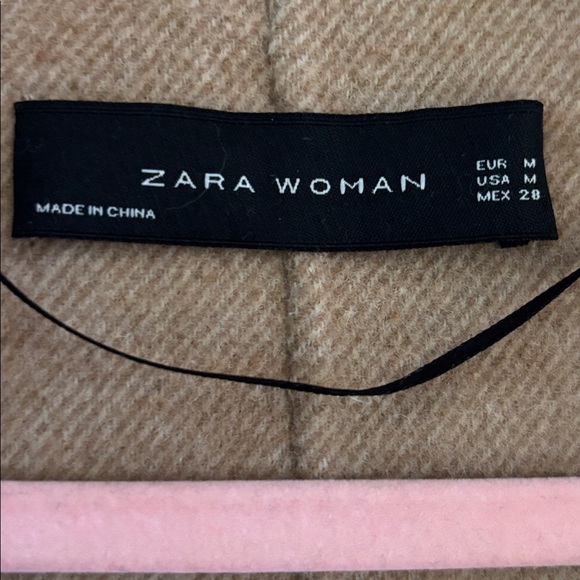 ZARA WOMAN
EUR M
USA M
MEX 28
MADE IN CHINA